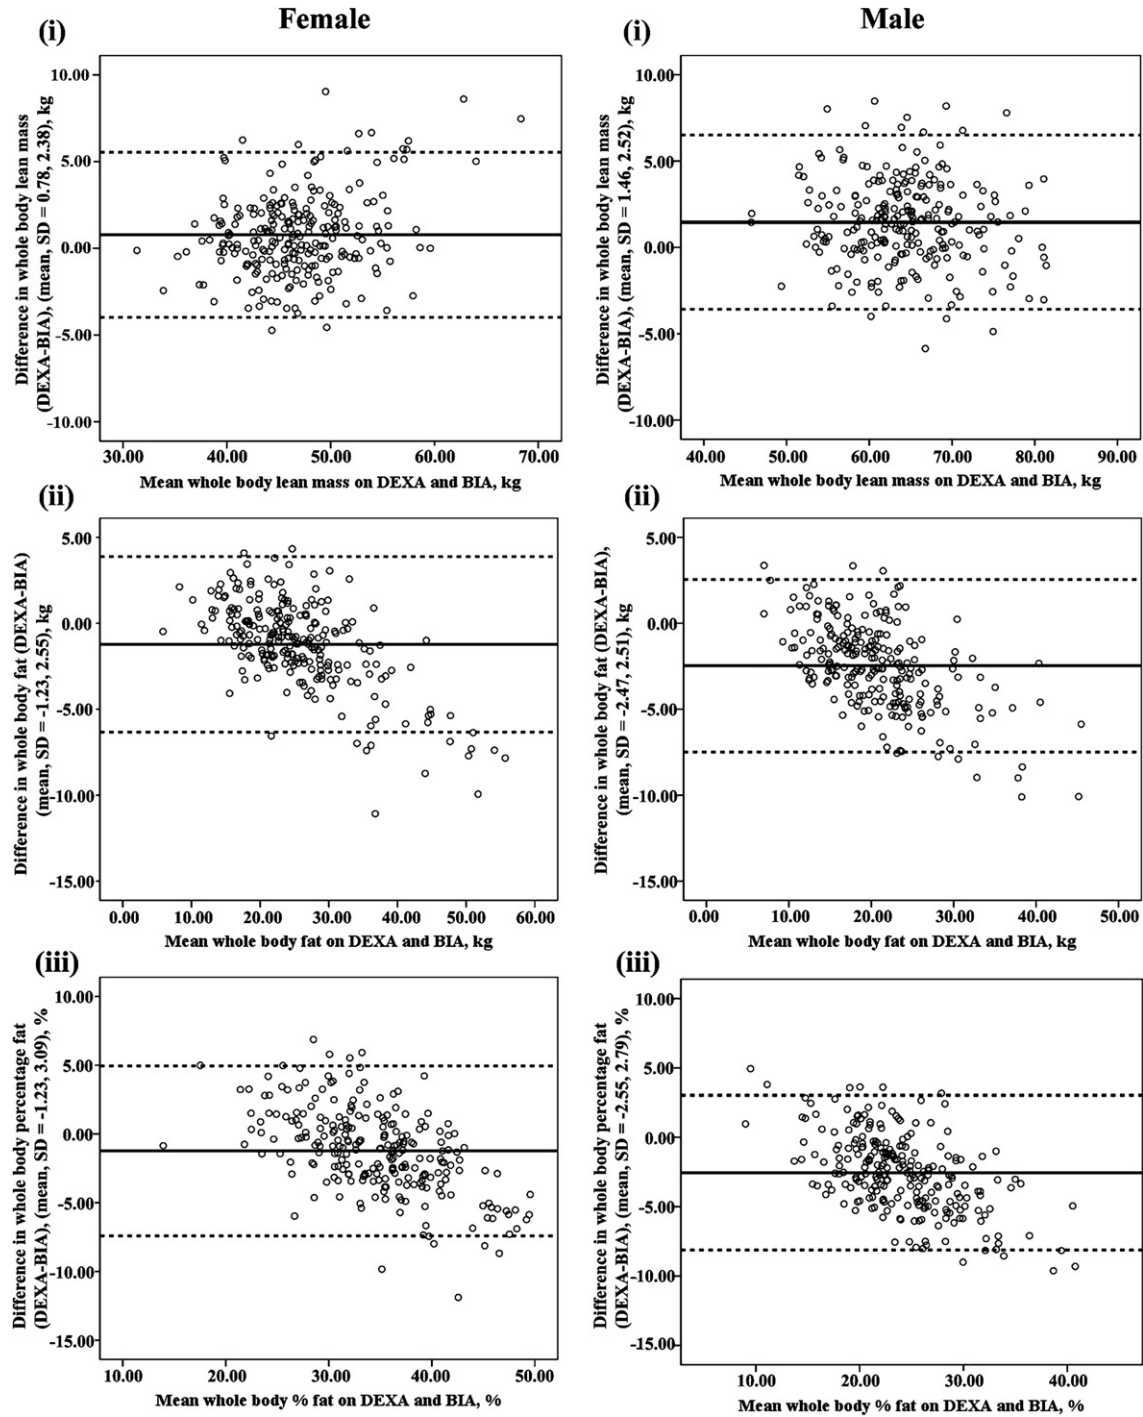 Female
Male
(i)
Difference in whole body lean mass
(DEXA-BIA), (mean, SD = 0.78, 2.38), kg
10.00
5.00
0.00
-5.00
-10.00
30.00 40.00 50.00 60.00 70.00
Mean whole body lean mass on DEXA and BIA, kg
(i)
Difference in whole body lean mass
(DEXA-BIA), (mean, SD = 1.46, 2.52), kg
10.00
5.00
0.00
-5.00
-10.00
40.00 50.00 60.00 70.00 80.00 90.00
Mean whole body lean mass on DEXA and BIA, kg
(ii)
Difference in whole body fat (DEXA-BIA)
(mean, SD = -1.23, 2.55), kg
5.00
0.00
-5.00
-10.00
-15.00
0.00 10.00 20.00 30.00 40.00 50.00 60.00
Mean whole body fat on DEXA and BIA, kg
(ii)
Difference in whole body fat (DEXA-BIA),
(mean, SD = -2.47, 2.51), kg
5.00
0.00
-5.00
-10.00
-15.00
0.00 10.00 20.00 30.00 40.00 50.00
Mean whole body fat on DEXA and BIA, kg
(iii)
Difference in whole body percentage fat
(DEXA-BIA), (mean, SD = -1.23, 3.09), %
10.00
5.00
0.00
-5.00
-10.00
-15.00
10.00 20.00 30.00 40.00 50.00
Mean whole body % fat on DEXA and BIA, %
(iii)
Difference in whole body percentage fat
(DEXA-BIA), (mean, SD = -2.55, 2.79), %
10.00
5.00
0.00
-5.00
-10.00
-15.00
10.00 20.00 30.00 40.00
Mean whole body % fat on DEXA and BIA, %